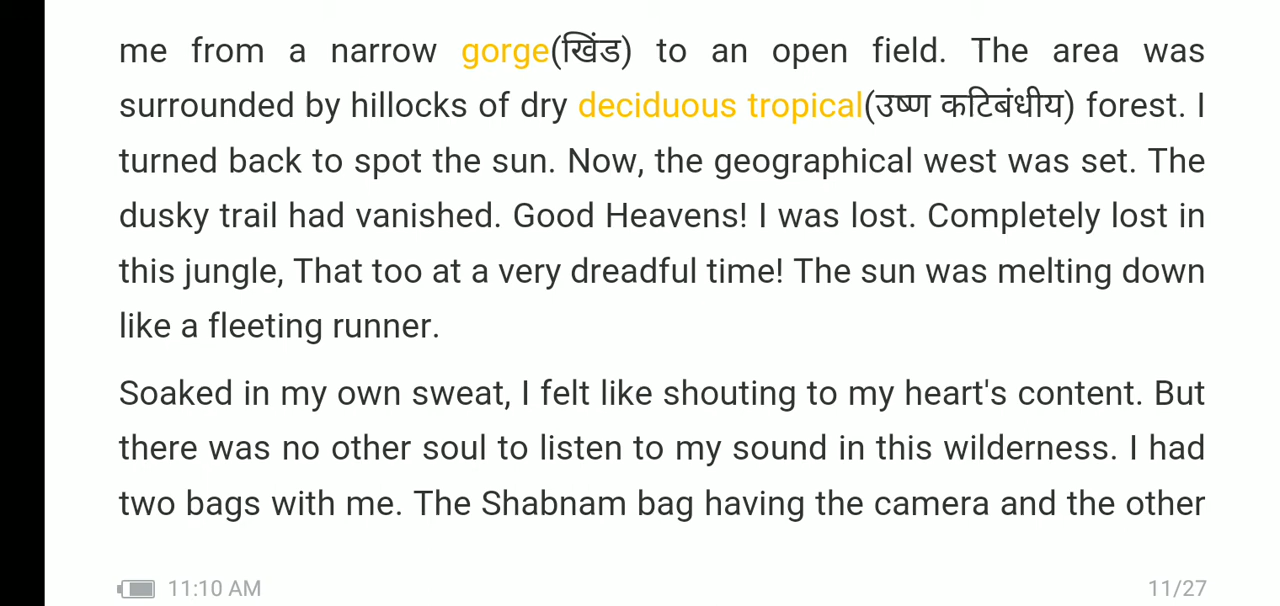 me from a narrow gorge(खिंड) to an open field. The area was
surrounded by hillocks of dry deciduous tropical(उष्ण कटिबंधीय) forest. I
turned back to spot the sun. Now, the geographical west was set. The
dusky trail had vanished. Good Heavens! I was lost. Completely lost in
this jungle, That too at a very dreadful time! The sun was melting down
like a fleeting runner.
Soaked in my own sweat, I felt like shouting to my heart's content. But
there was no other soul to listen to my sound in this wilderness. I had
two bags with me. The Shabnam bag having the camera and the other
11:10 AM 11/27